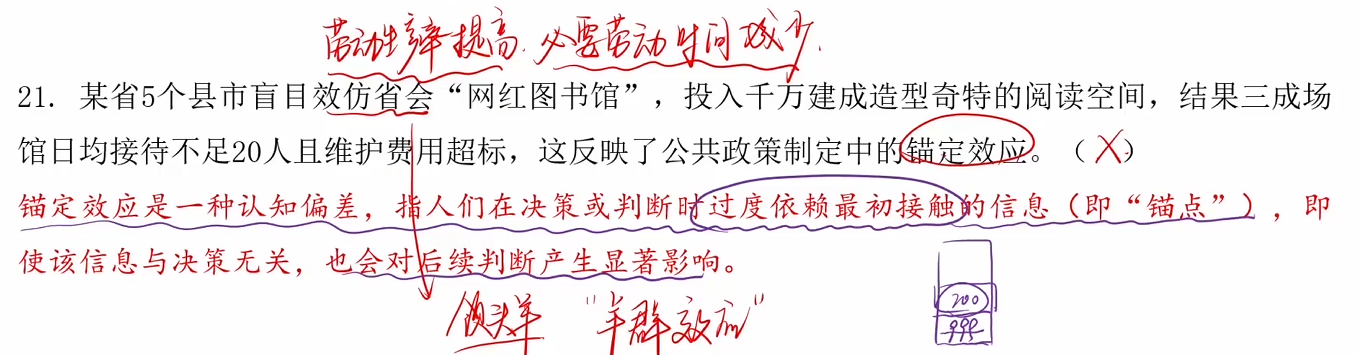 劳动生产率提高. 必要劳动时间减少.
21. 某省5个县市盲目效仿省会“网红图书馆”，投入千万建成造型奇特的阅读空间，结果三成场
馆日均接待不足20人且维护费用超标，这反映了公共政策制定中的锚定效应。（X）
锚定效应是一种认知偏差，指人们在决策或判断时过度依赖最初接触的信息（即“锚点”），即
使该信息与决策无关，也会对后续判断产生显著影响。
200
999
领头羊 “羊群效应”